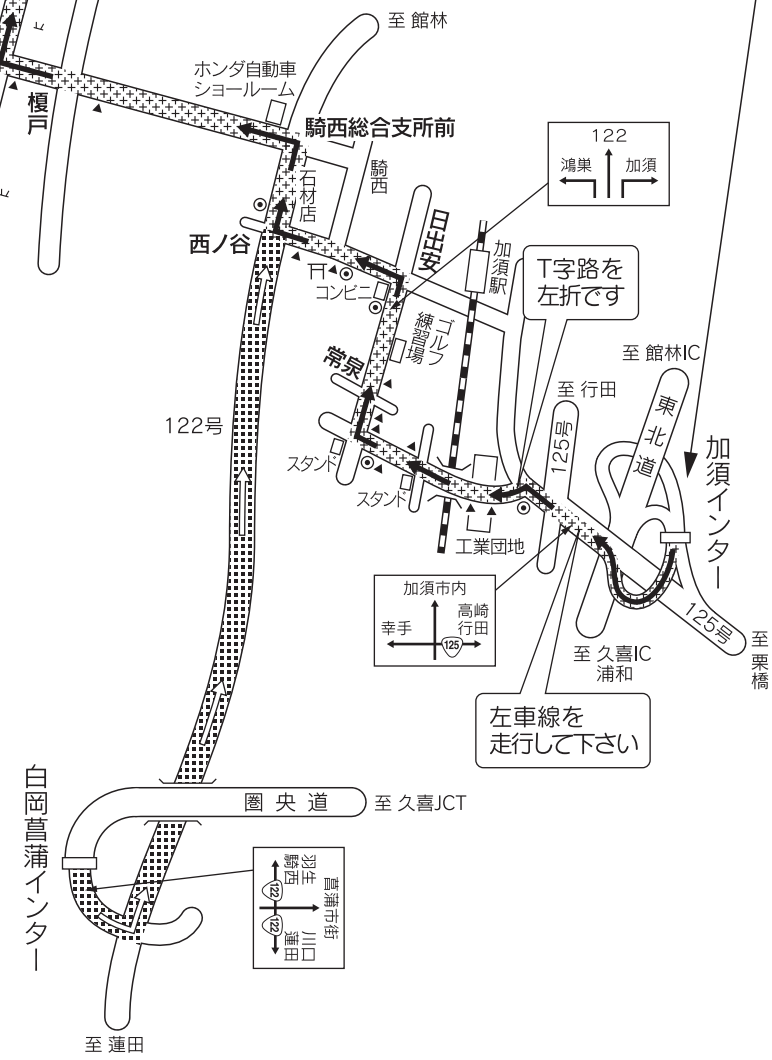 至 館林
ホンダ自動車
ショールーム
榎戸
騎西総合支所前
石材店
騎西
西ノ谷
コンビニ
日出安
加須駅
122
鴻巣
加須
T字路を
左折です
ゴルフ
練習場
常泉
至 館林IC
至 行田
東北道
125号
加須インター
122号
スタンド
スタンド
工業団地
加須市内
幸手
高崎
行田
125
至 久喜IC
浦和
125号
至 栗橋
左車線を
走行して下さい
白岡菖蒲インター
圏央道
至 久喜JCT
羽生
騎西
122
菖蒲市街
122
川口
蓮田
至 蓮田